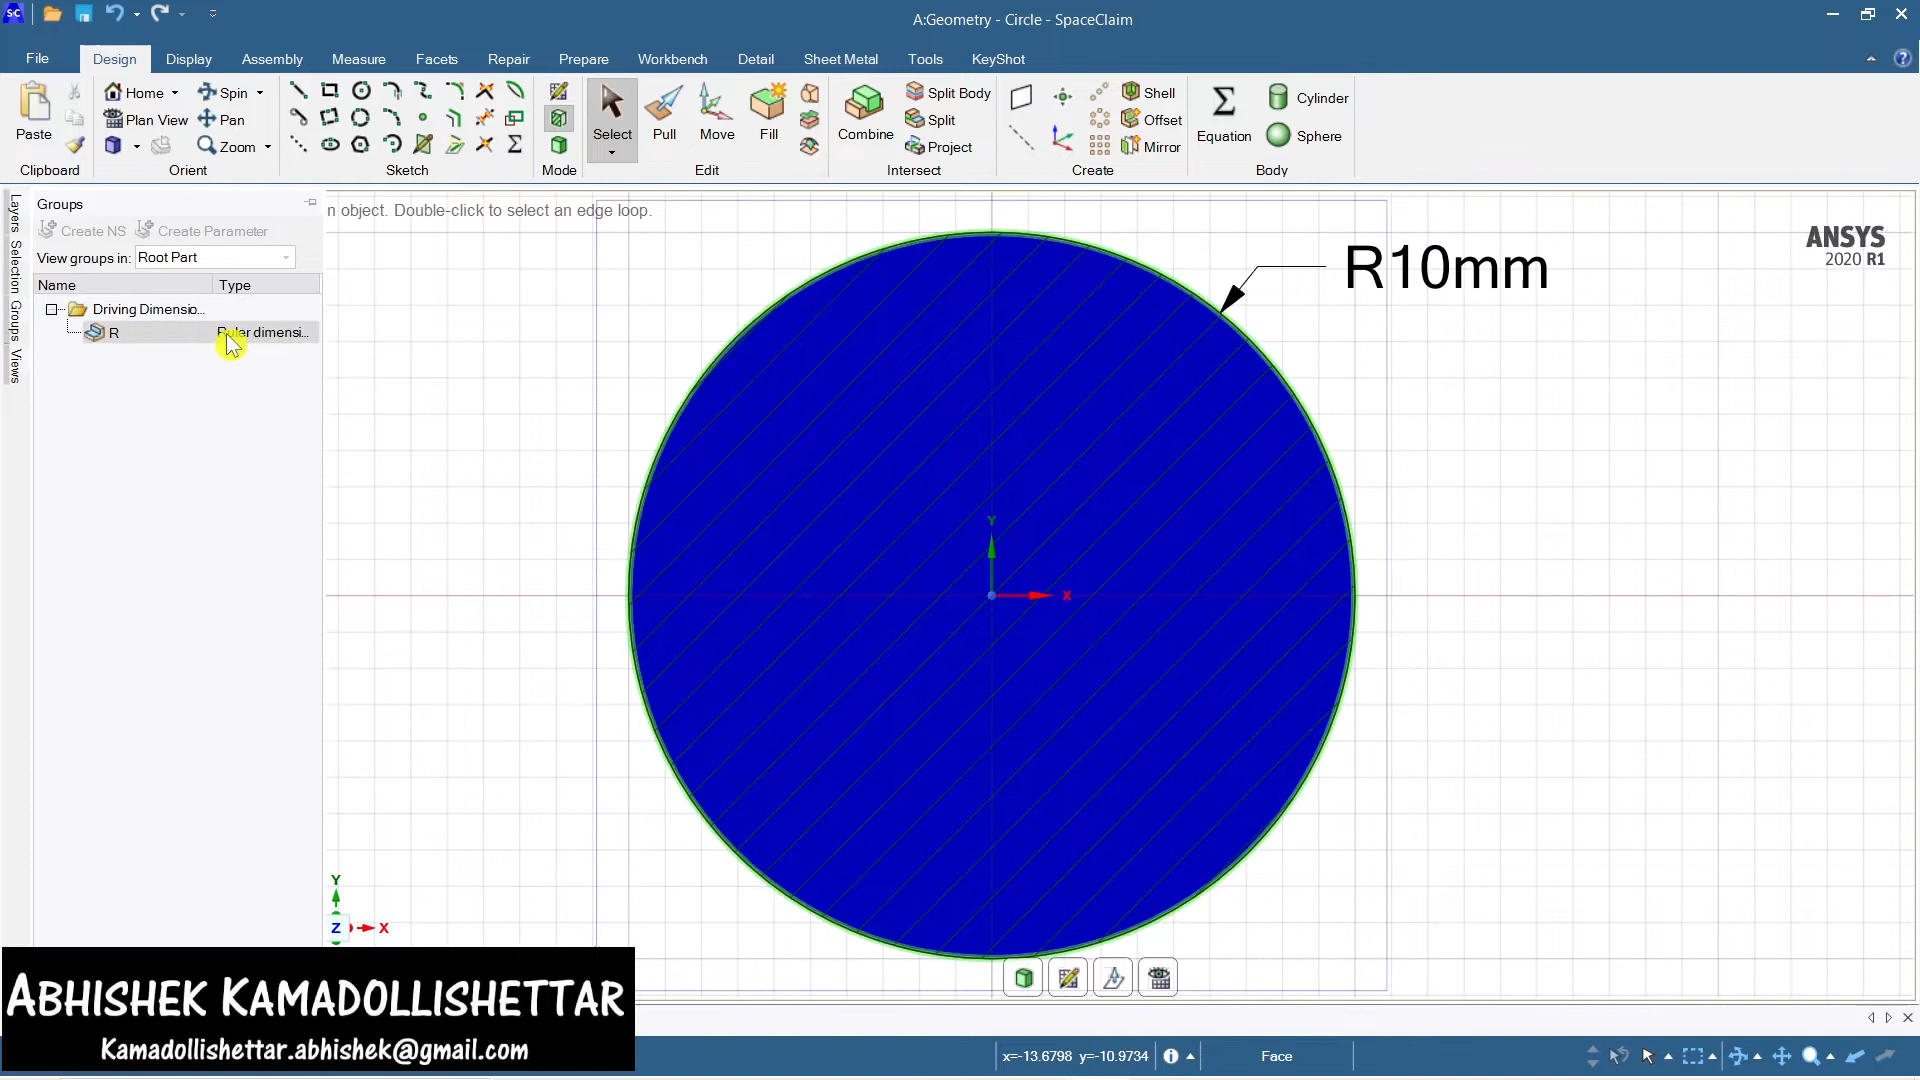 A:Geometry - Circle - SpaceClaim
File Design Display Assembly Measure Facets Repair Prepare Workbench Detail Sheet Metal Tools KeyShot
Paste
Clipboard
Home Spin
Plan View Pan
Zoom
Orient
Sketch
Mode
Select Pull Move Fill
Edit
Combine
Split Body
Split
Project
Intersect
Shell
Offset
Mirror
Create
Equation
Cylinder
Sphere
Body
Layers Selection Groups Views
Groups
Create NS Create Parameter
View groups in: Root Part
Name Type
Driving Dimensio...
R Ruler dimensi...
n object. Double-click to select an edge loop.
R10mm
ANSYS
2020 R1
Y
X
Y
Z X
ABHISHEK KAMADOLLISHETTAR
Kamadollishettar.abhishek@gmail.com
x=-13.6798 y=-10.9734
Face